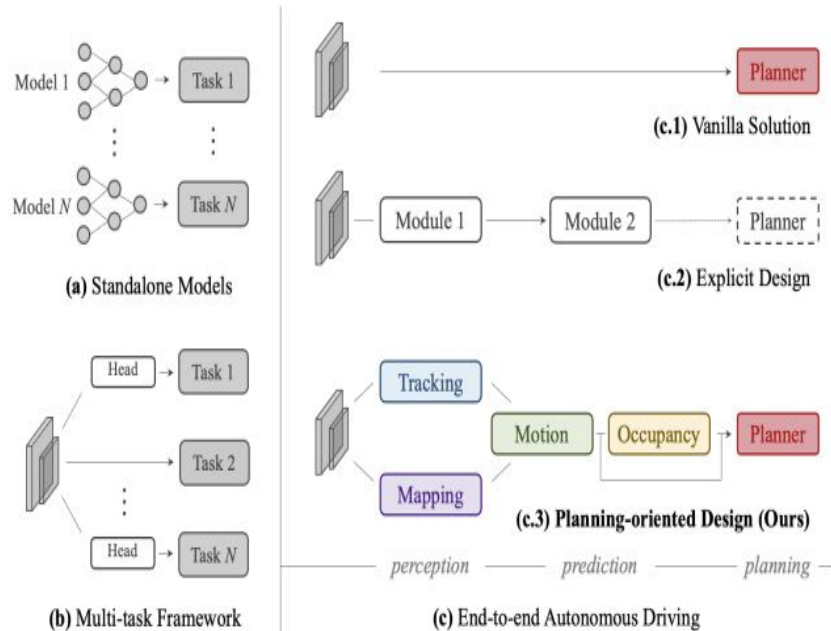 Model 1
Task 1
Model N
Task N
(a) Standalone Models
Head
Task 1
Task 2
Head
Task N
(b) Multi-task Framework
Planner
(c.1) Vanilla Solution
Module 1
Module 2
Planner
(c.2) Explicit Design
Tracking
Mapping
Motion
Occupancy
Planner
(c.3) Planning-oriented Design (Ours)
perception
prediction
planning
(c) End-to-end Autonomous Driving